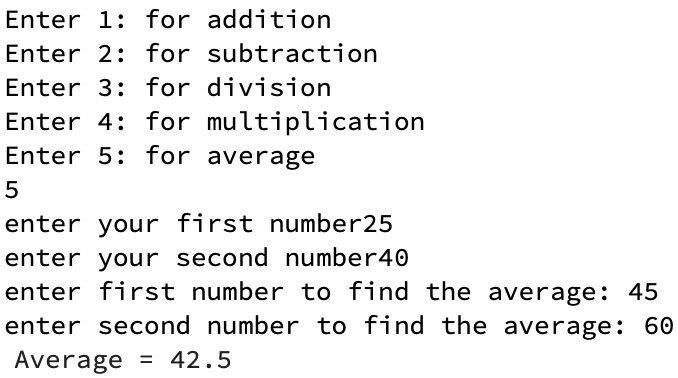 Enter 1: for addition
Enter 2: for subtraction
Enter 3: for division
Enter 4: for multiplication
Enter 5: for average
5
enter your first number25
enter your second number40
enter first number to find the average: 45
enter second number to find the average: 60
Average = 42.5